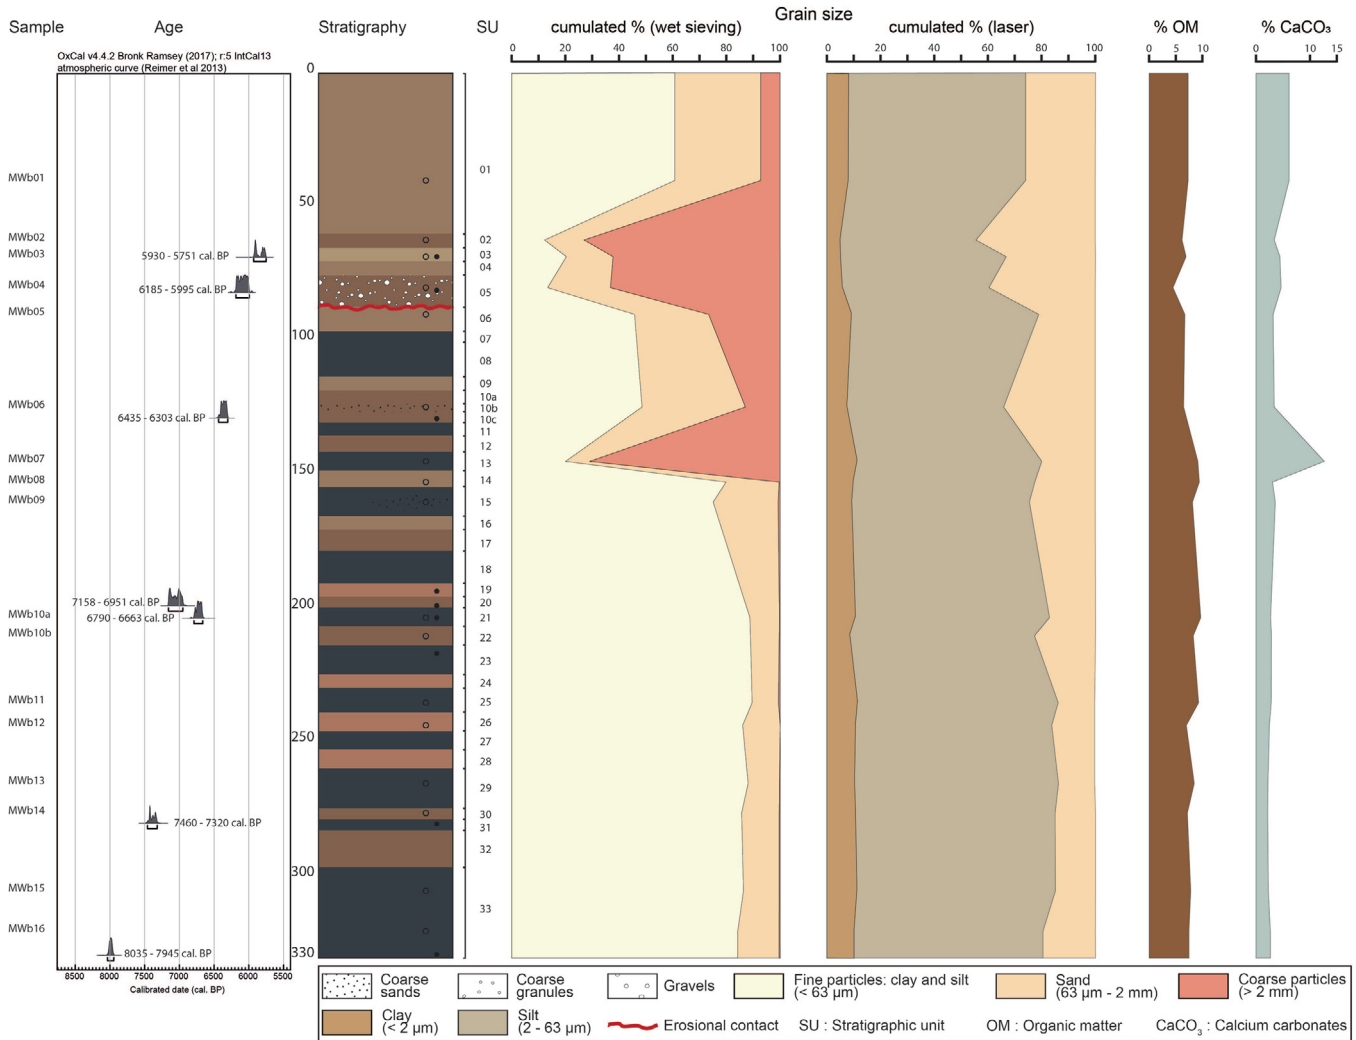 Grain size
Sample Age Stratigraphy SU cumulated % (wet sieving) cumulated % (laser) % OM % CaCO₃
OxCal v4.4.2 Bronk Ramsey (2017); r:5 IntCal13
atmospheric curve (Reimer et al 2013)
0 20 40 60 80 100
0 20 40 60 80 100
0 5 10
0 5 10 15
MWb01
MWb02
MWb03
MWb04
MWb05
MWb06
MWb07
MWb08
MWb09
MWb10a
MWb10b
MWb11
MWb12
MWb13
MWb14
MWb15
MWb16
5930 - 5751 cal. BP
6185 - 5995 cal. BP
6435 - 6303 cal. BP
7158 - 6951 cal. BP
6790 - 6663 cal. BP
7460 - 7320 cal. BP
8035 - 7945 cal. BP
8500 8000 7500 7000 6500 6000 5500
Calibrated date (cal. BP)
0
50
100
150
200
250
300
330
01
02
03
04
05
06
07
08
09
10a
10b
10c
11
12
13
14
15
16
17
18
19
20
21
22
23
24
25
26
27
28
29
30
31
32
33
Coarse
sands
Coarse
granules
Gravels
Fine particles: clay and silt
(< 63 µm)
Sand
(63 µm - 2 mm)
Coarse particles
(> 2 mm)
Clay
(< 2 µm)
Silt
(2 - 63 µm)
Erosional contact
SU : Stratigraphic unit
OM : Organic matter
CaCO₃ : Calcium carbonates